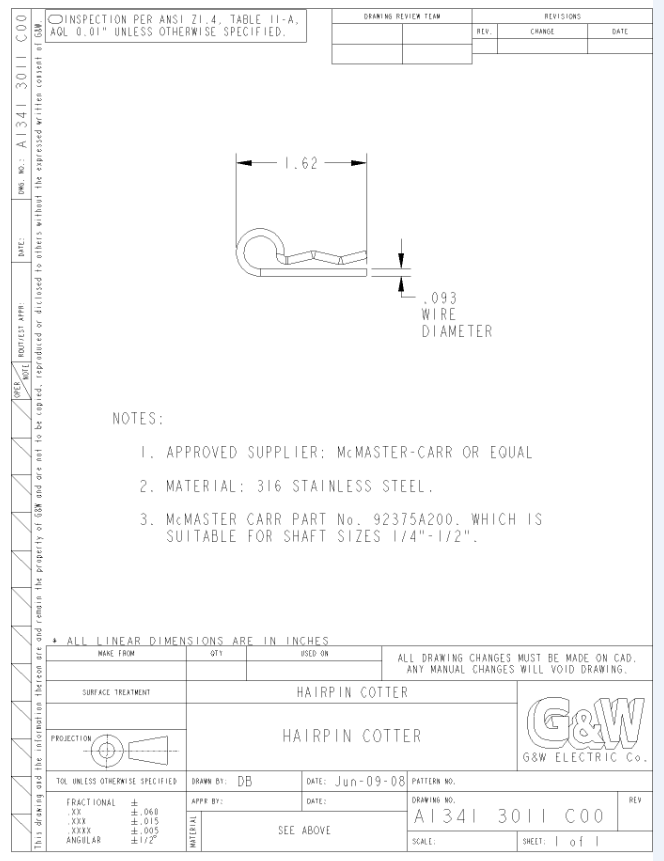 INSPECTION PER ANSI Z1.4, TABLE II-A,
AQL 0.01" UNLESS OTHERWISE SPECIFIED.
DRAWING REVIEW TEAM
REVISIONS
REV.
CHANGE
DATE
DWG. NO.: A1341 3011 C00
DATE:
ROUT/EST APPR:
OPER
NOTE
This drawing and the information thereon are and remain the property of G&W and are not to be copied, reproduced or diclosed to others without the expressed written consent of G&W.
1.62
.093
WIRE
DIAMETER
NOTES:
1. APPROVED SUPPLIER: McMASTER-CARR OR EQUAL
2. MATERIAL: 316 STAINLESS STEEL.
3. McMASTER CARR PART No. 92375A200. WHICH IS
SUITABLE FOR SHAFT SIZES 1/4"-1/2".
* ALL LINEAR DIMENSIONS ARE IN INCHES
MAKE FROM
QTY
USED ON
ALL DRAWING CHANGES MUST BE MADE ON CAD.
ANY MANUAL CHANGES WILL VOID DRAWING.
SURFACE TREATMENT
HAIRPIN COTTER
PROJECTION
HAIRPIN COTTER
G&W
G&W ELECTRIC Co.
TOL UNLESS OTHERWISE SPECIFIED
DRAWN BY: DB
DATE: Jun-09-08
PATTERN NO.
FRACTIONAL ±
.XX ±.060
.XXX ±.015
.XXXX ±.005
ANGULAR ±1/2°
APPR BY:
DATE:
DRAWING NO.
A1341 3011 C00
REV
MATERIAL
SEE ABOVE
SCALE:
SHEET: 1 of 1